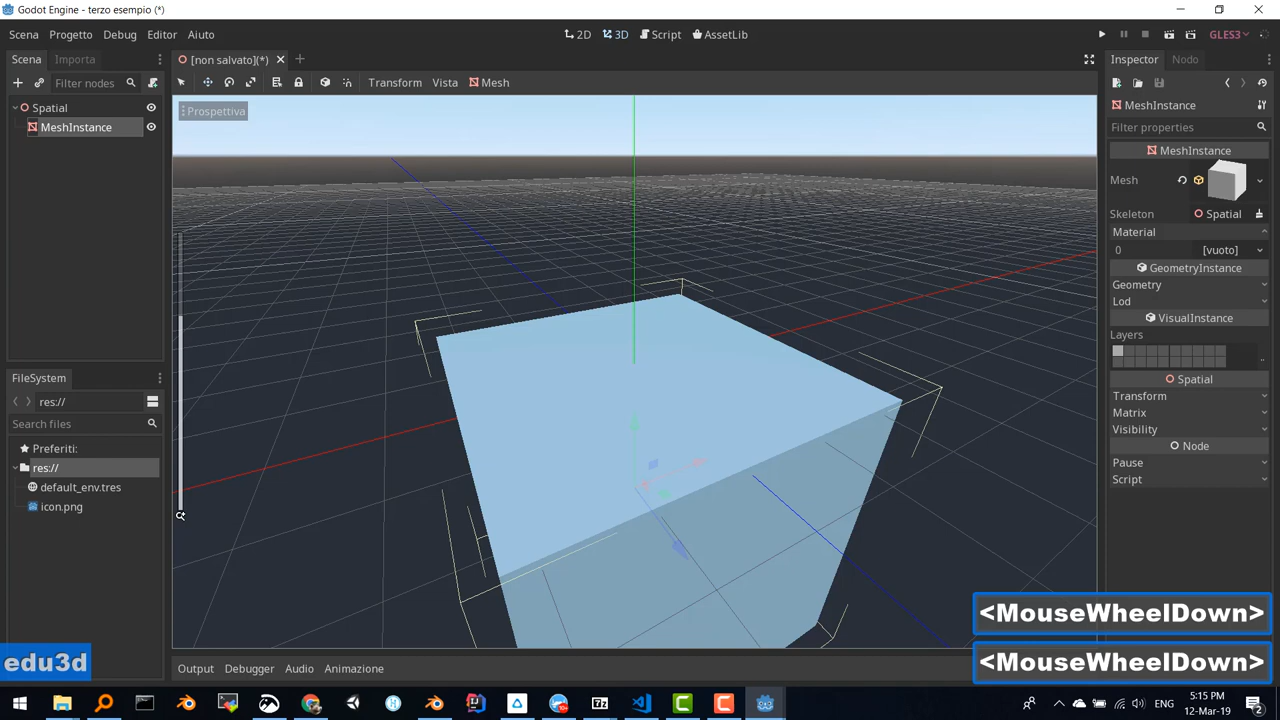 Godot Engine - terzo esempio (*)
Scena Progetto Debug Editor Aiuto
2D 3D Script AssetLib
GLES3
Scena Importa
[non salvato](*)
Inspector Nodo
Filter nodes
Transform Vista Mesh
Spatial
MeshInstance
Prospettiva
MeshInstance
Filter properties
MeshInstance
Mesh
Skeleton Spatial
Material
0 [vuoto]
GeometryInstance
Geometry
Lod
VisualInstance
Layers
Spatial
Transform
Matrix
Visibility
Node
Pause
Script
FileSystem
res://
Search files
Preferiti:
res://
default_env.tres
icon.png
<MouseWheelDown>
<MouseWheelDown>
edu3d
Output Debugger Audio Animazione
ENG
5:15 PM
12-Mar-19
2